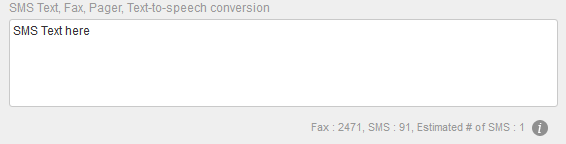 SMS Text, Fax, Pager, Text-to-speech conversion
SMS Text here
Fax : 2471, SMS : 91, Estimated # of SMS : 1 i